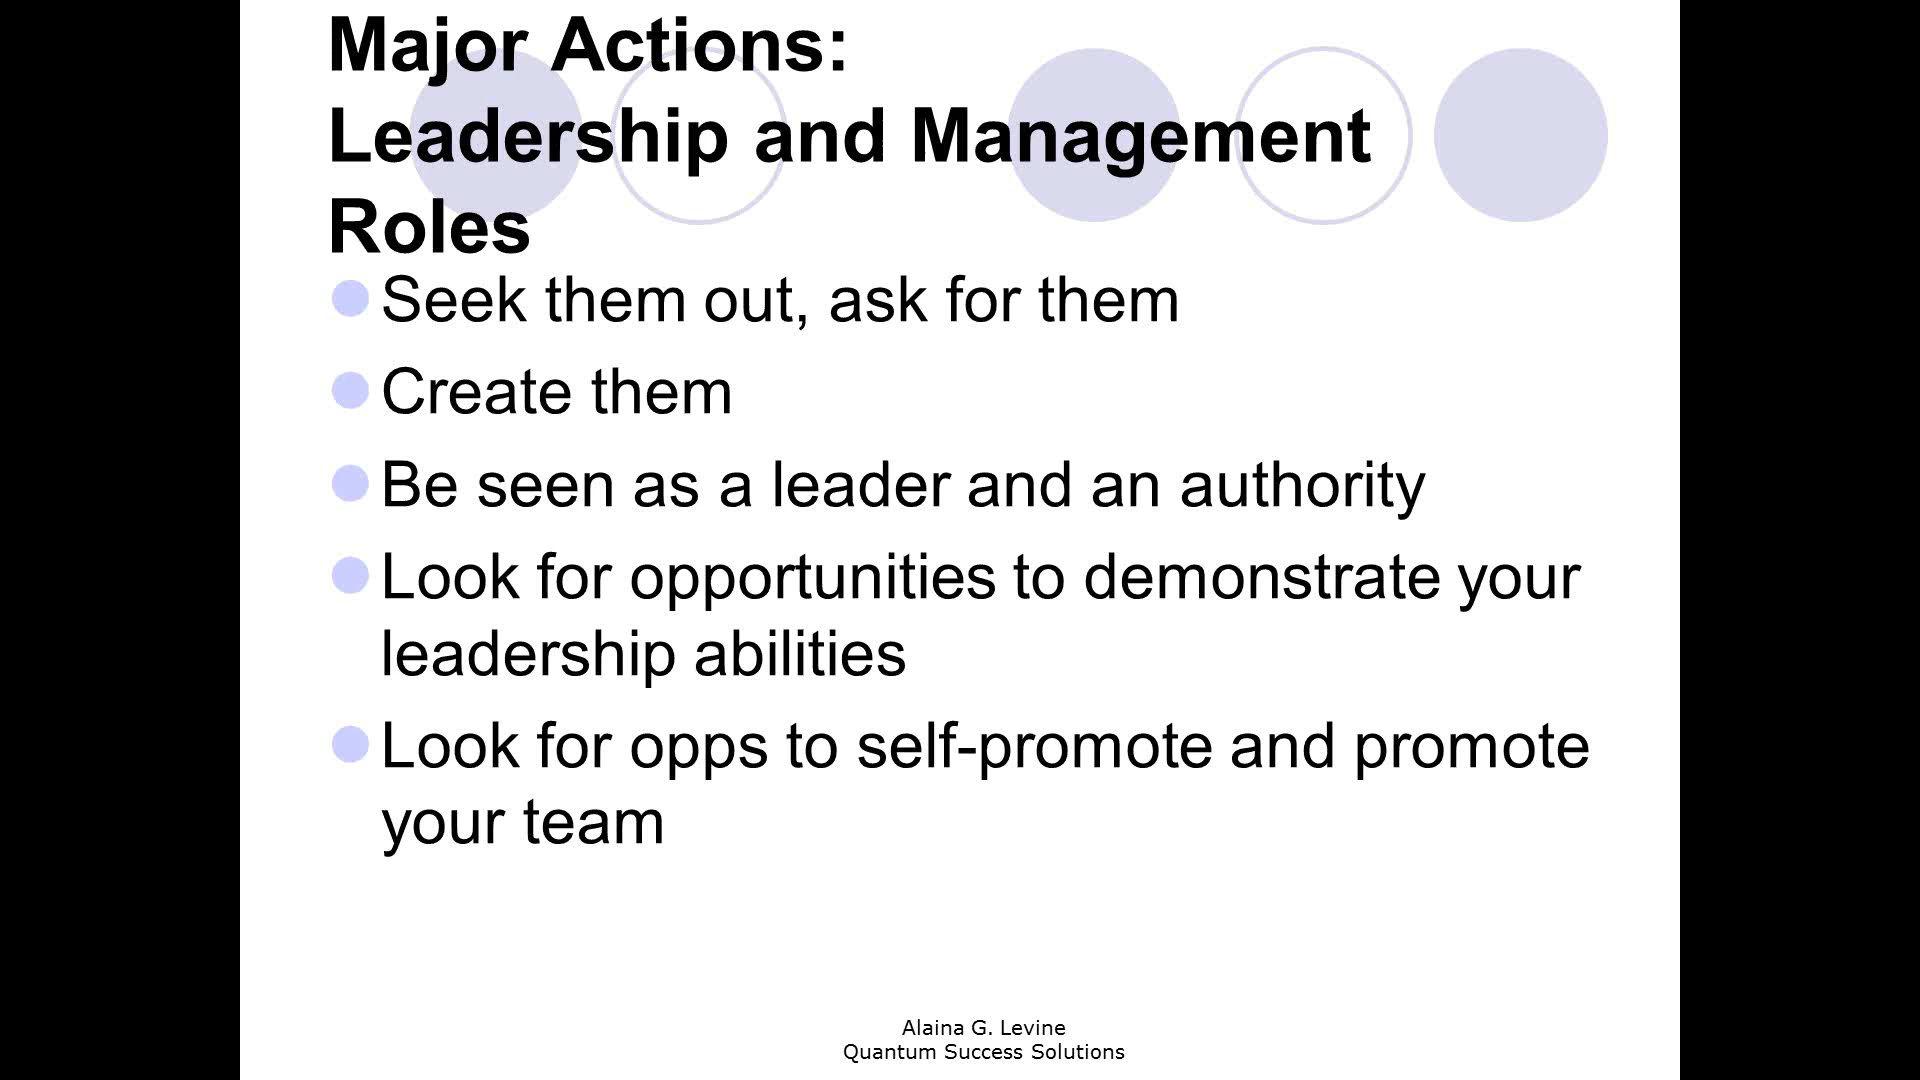 Major Actions:
Leadership and Management
Roles
Seek them out, ask for them
Create them
Be seen as a leader and an authority
Look for opportunities to demonstrate your
leadership abilities
Look for opps to self-promote and promote
your team
Alaina G. Levine
Quantum Success Solutions